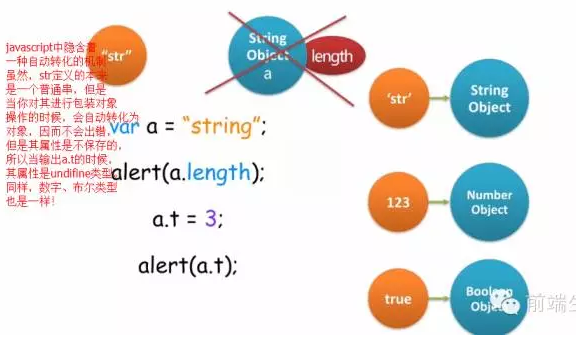 javascript中隐含着
一种自动转化的机制
虽然，str定义的本来
是一个普通串，但是
当你对其进行包装对象
操作的时候，会自动转化为
对象，因而不会出错，
但是其属性是不保存的，
所以当输出a.t的时候，
其属性是undifine类型
同样，数字、布尔类型
也是一样！
“str”
String
Object
a
length
var a = “string”;
alert(a.length);
a.t = 3;
alert(a.t);
‘str’
String
Object
123
Number
Object
true
Boolean
Object
前端